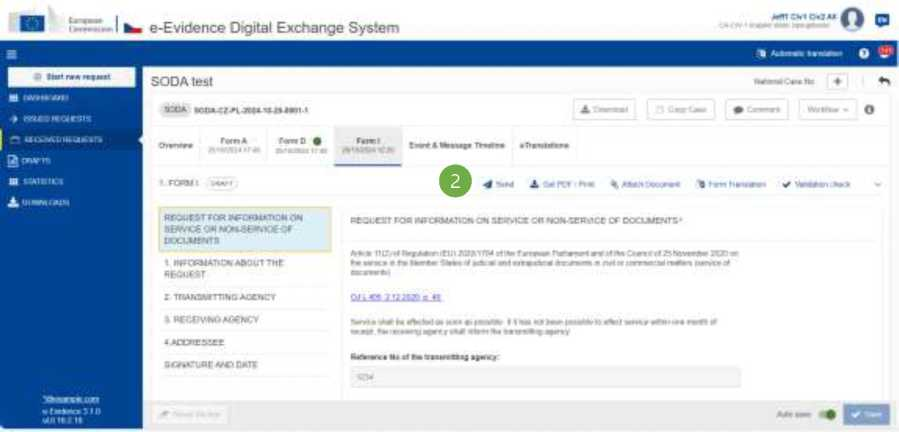 European
Commission
e-Evidence Digital Exchange System
Jeff1 Civ1 Civ2 AK
EN
Automatic translation
Start new request
DASHBOARD
ISSUED REQUESTS
RECEIVED REQUESTS
DRAFTS
STATISTICS
DOWNLOADS
SODA test
National Case No
SODA SODA-CZ-PL-2024-10-25-0001-1
Download
Copy Case
Comment
Workflow
Overview
Form A
Form D
Form I
Event & Message Timeline
eTranslations
1. FORM I (DRAFT)
2
Send
Get PDF / Print
Attach Document
Form Translation
Validation check
REQUEST FOR INFORMATION ON
SERVICE OR NON-SERVICE OF
DOCUMENTS
1. INFORMATION ABOUT THE
REQUEST
2. TRANSMITTING AGENCY
3. RECEIVING AGENCY
4.ADDRESSEE
SIGNATURE AND DATE
REQUEST FOR INFORMATION ON SERVICE OR NON-SERVICE OF DOCUMENTS*
Article 11(2) of Regulation (EU) 2020/1784 of the European Parliament and of the Council of 25 November 2020 on
the service in the Member States of judicial and extrajudicial documents in civil or commercial matters (service of
documents)
OJ L 405, 2.12.2020, p. 40.
Service shall be effected as soon as possible. If it has not been possible to effect service within one month of
receipt, the receiving agency shall inform the transmitting agency.
Reference No of the transmitting agency:
1234
e-Evidence 3.1.0
Auto save
Save